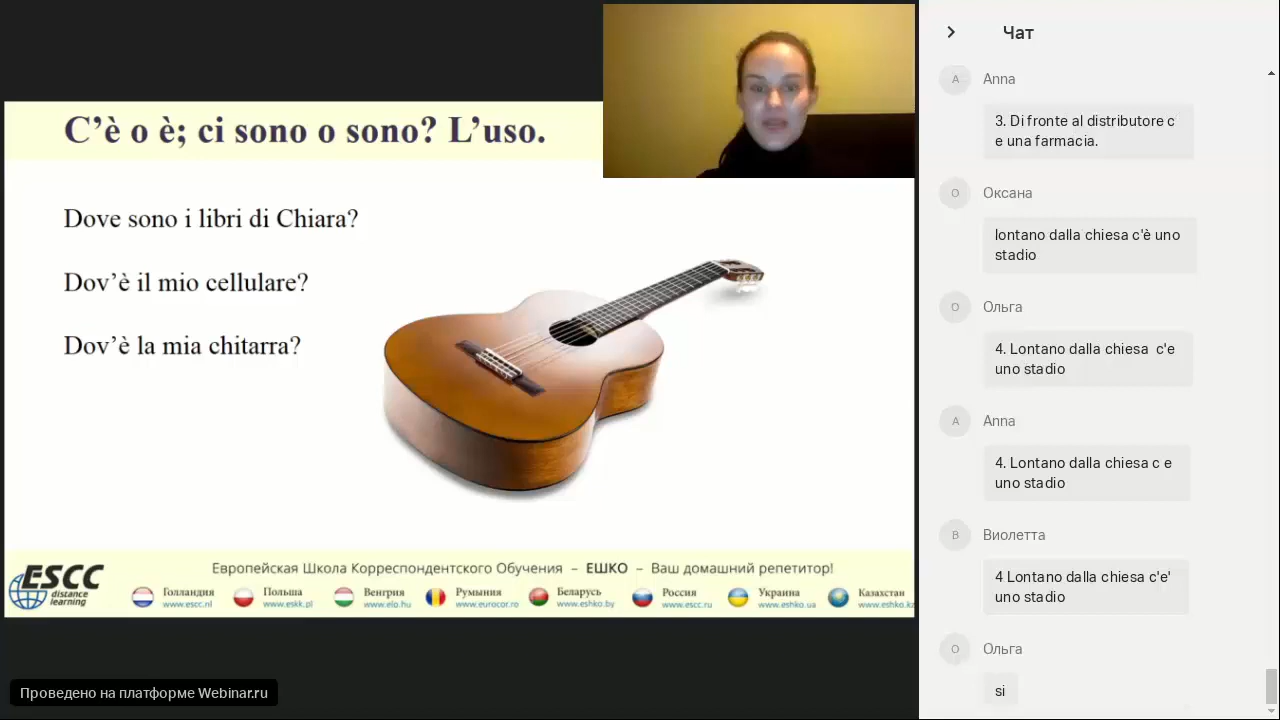 C’è o è; ci sono o sono? L’uso.
Dove sono i libri di Chiara?
Dov’è il mio cellulare?
Dov’è la mia chitarra?
ESCC
distance
learning
Европейская Школа Корреспондентского Обучения – ЕШКО – Ваш домашний репетитор!
Голландия
www.escc.nl
Польша
www.eskk.pl
Венгрия
www.elo.hu
Румыния
www.eurocor.ro
Беларусь
www.eshko.by
Россия
www.escc.ru
Украина
www.eshko.ua
Казахстан
www.eshko.kz
Проведено на платформе Webinar.ru
Чат
A
Anna
3. Di fronte al distributore c
e una farmacia.
О
Оксана
lontano dalla chiesa c'è uno
stadio
О
Ольга
4. Lontano dalla chiesa c'e
uno stadio
A
Anna
4. Lontano dalla chiesa c e
uno stadio
В
Виолетта
4 Lontano dalla chiesa c'e'
uno stadio
О
Ольга
si